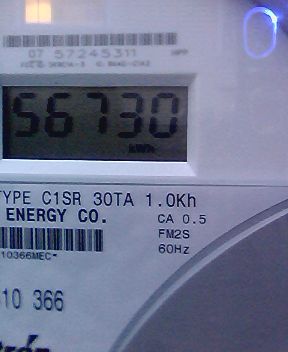 07 57245311
56730
kWh
TYPE C1SR 30TA 1.0Kh
ENERGY CO.
CA 0.5
FM2S
60Hz
10366MEC*
10 366